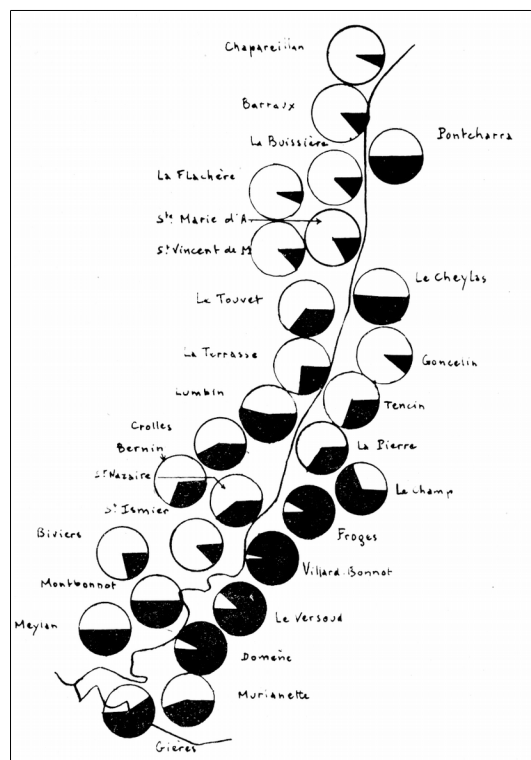 Chapareillan
Barraux
La Buissière
Pontcharra
La Flachère
Ste Marie d'A
St Vincent de M
Le Cheylas
Le Touvet
La Terrasse
Goncelin
Lumbin
Tencin
Crolles
Bernin
La Pierre
St Nazaire
Le Champ
St Ismier
Froges
Biviers
Villard-Bonnot
Montbonnot
Le Versoud
Meylan
Domène
Murianette
Gières